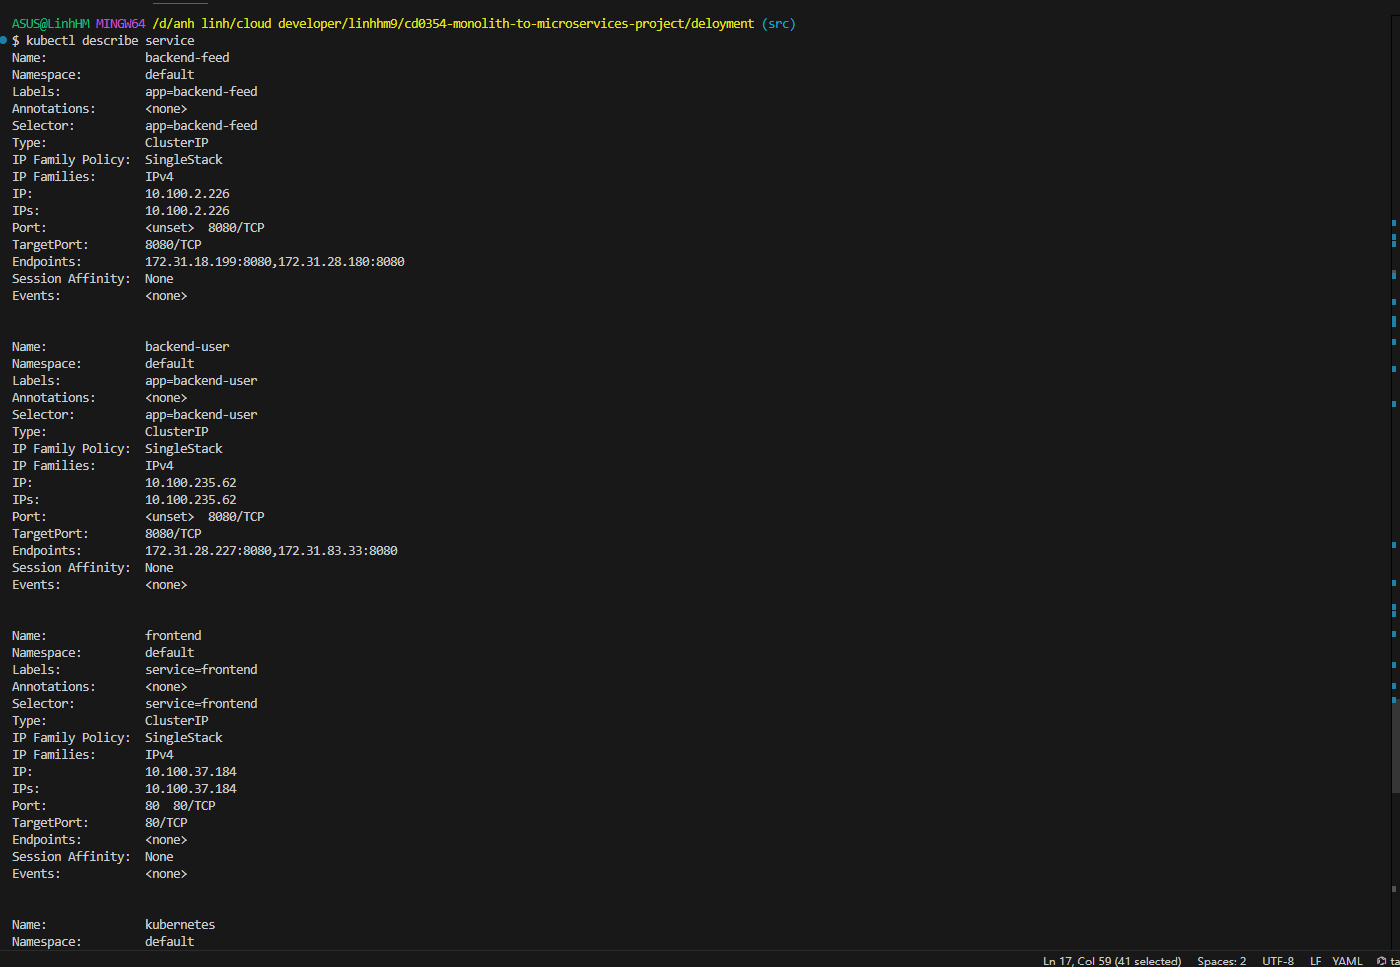 ASUS@LinhHM MINGW64 /d/anh linh/cloud developer/linhhm9/cd0354-monolith-to-microservices-project/deloyment (src)
$ kubectl describe service
Name:              backend-feed
Namespace:         default
Labels:            app=backend-feed
Annotations:       <none>
Selector:          app=backend-feed
Type:              ClusterIP
IP Family Policy:  SingleStack
IP Families:       IPv4
IP:                10.100.2.226
IPs:               10.100.2.226
Port:              <unset>  8080/TCP
TargetPort:        8080/TCP
Endpoints:         172.31.18.199:8080,172.31.28.180:8080
Session Affinity:  None
Events:            <none>
Name:              backend-user
Namespace:         default
Labels:            app=backend-user
Annotations:       <none>
Selector:          app=backend-user
Type:              ClusterIP
IP Family Policy:  SingleStack
IP Families:       IPv4
IP:                10.100.235.62
IPs:               10.100.235.62
Port:              <unset>  8080/TCP
TargetPort:        8080/TCP
Endpoints:         172.31.28.227:8080,172.31.83.33:8080
Session Affinity:  None
Events:            <none>
Name:              frontend
Namespace:         default
Labels:            service=frontend
Annotations:       <none>
Selector:          service=frontend
Type:              ClusterIP
IP Family Policy:  SingleStack
IP Families:       IPv4
IP:                10.100.37.184
IPs:               10.100.37.184
Port:              80  80/TCP
TargetPort:        80/TCP
Endpoints:         <none>
Session Affinity:  None
Events:            <none>
Name:              kubernetes
Namespace:         default
Ln 17, Col 59 (41 selected)  Spaces: 2  UTF-8  LF  YAML  ta